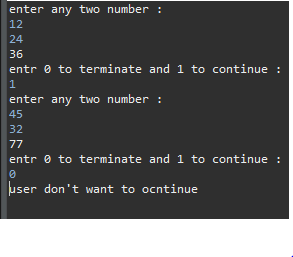 enter any two number :
12
24
36
entr 0 to terminate and 1 to continue :
1
enter any two number :
45
32
77
entr 0 to terminate and 1 to continue :
0
user don't want to ocntinue